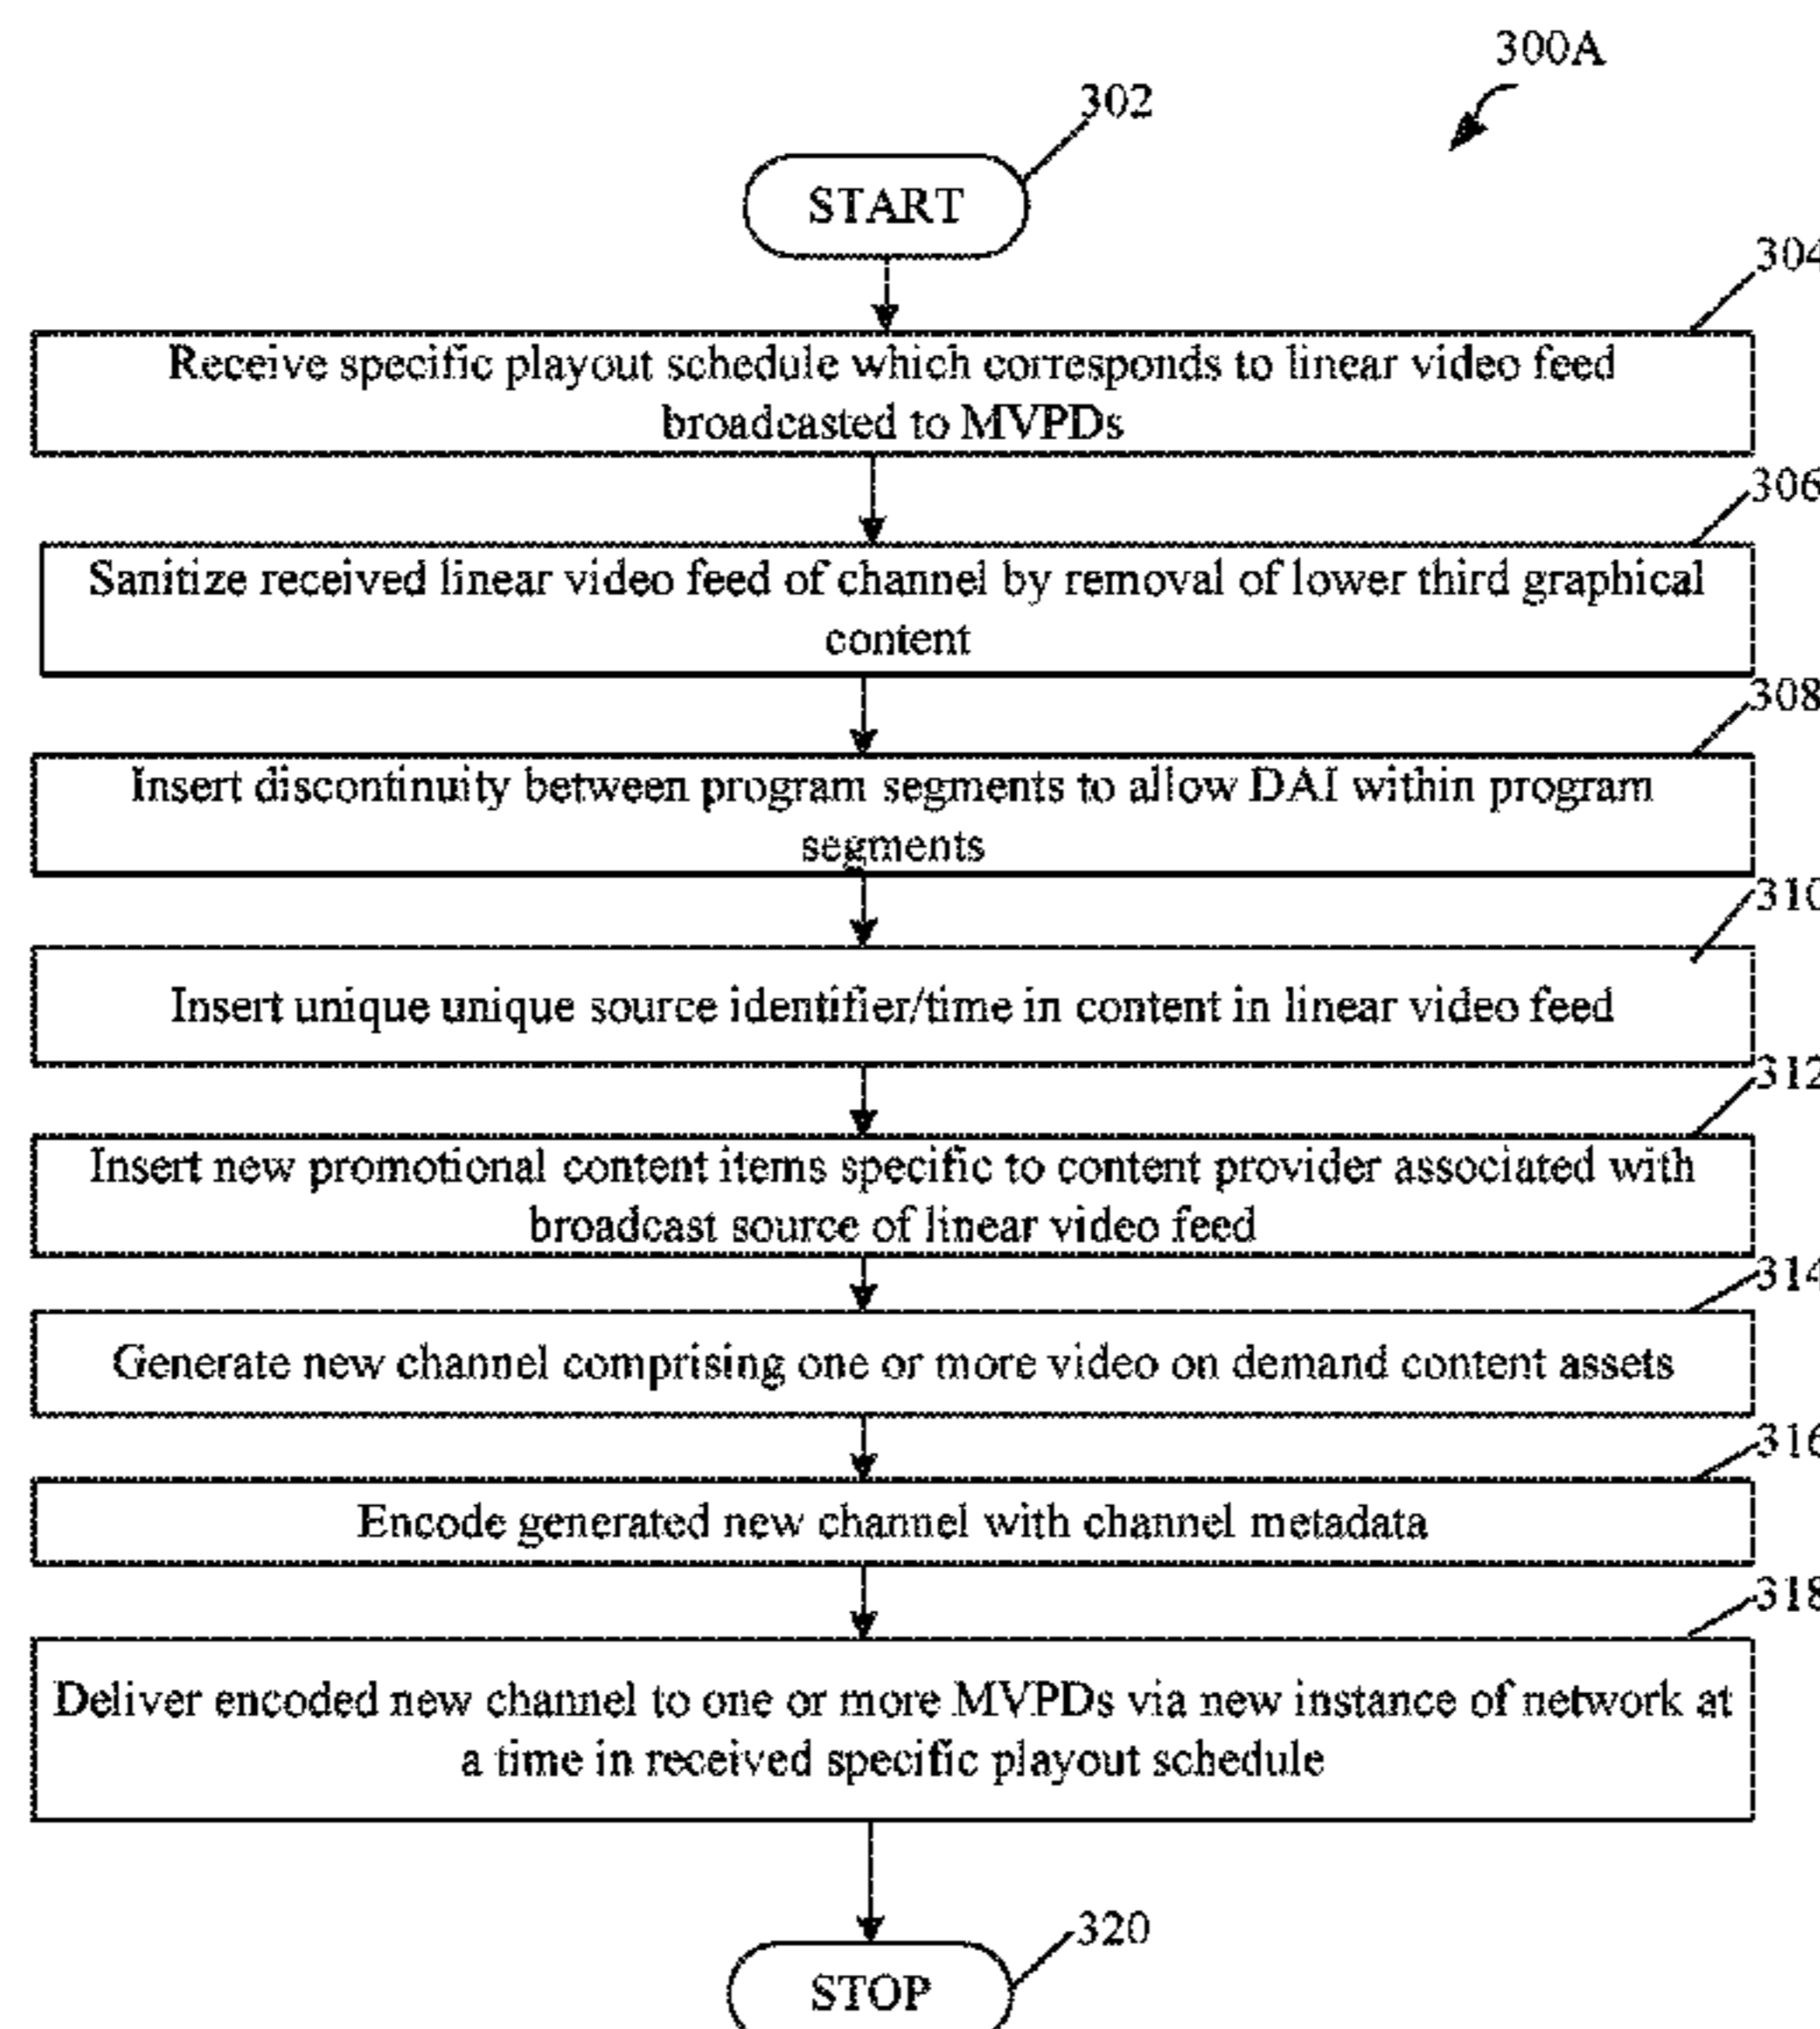 300A
302
START
304
Receive specific playout schedule which corresponds to linear video feed
broadcasted to MVPDs
306
Sanitize received linear video feed of channel by removal of lower third graphical
content
308
Insert discontinuity between program segments to allow DAI within program
segments
310
Insert unique unique source identifier/time in content in linear video feed
312
Insert new promotional content items specific to content provider associated with
broadcast source of linear video feed
314
Generate new channel comprising one or more video on demand content assets
316
Encode generated new channel with channel metadata
318
Deliver encoded new channel to one or more MVPDs via new instance of network at
a time in received specific playout schedule
320
STOP